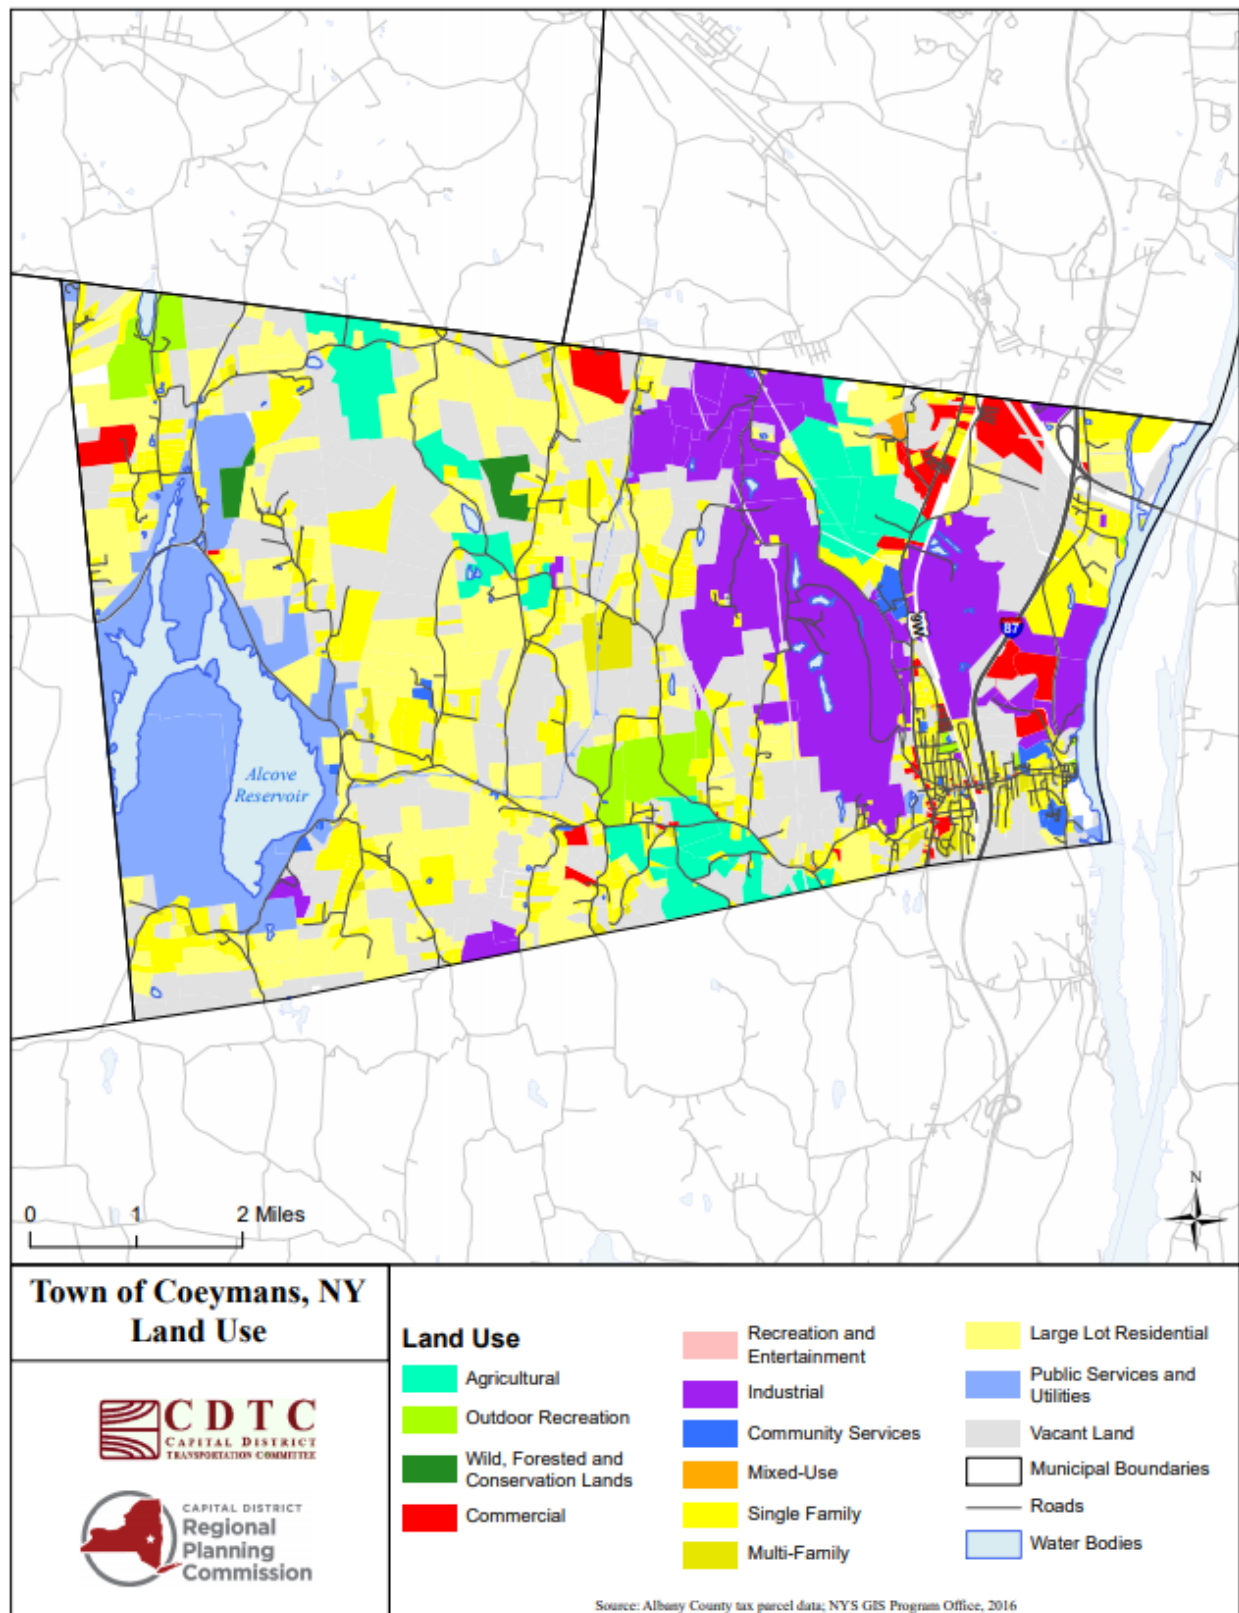 9W
87
Alcove
Reservoir
0 1 2 Miles
N
Town of Coeymans, NY
Land Use
CDTC
CAPITAL DISTRICT
TRANSPORTATION COMMITTEE
CAPITAL DISTRICT
Regional
Planning
Commission
Land Use
Agricultural
Outdoor Recreation
Wild, Forested and
Conservation Lands
Commercial
Recreation and
Entertainment
Industrial
Community Services
Mixed-Use
Single Family
Multi-Family
Large Lot Residential
Public Services and
Utilities
Vacant Land
Municipal Boundaries
Roads
Water Bodies
Source: Albany County tax parcel data; NYS GIS Program Office, 2016